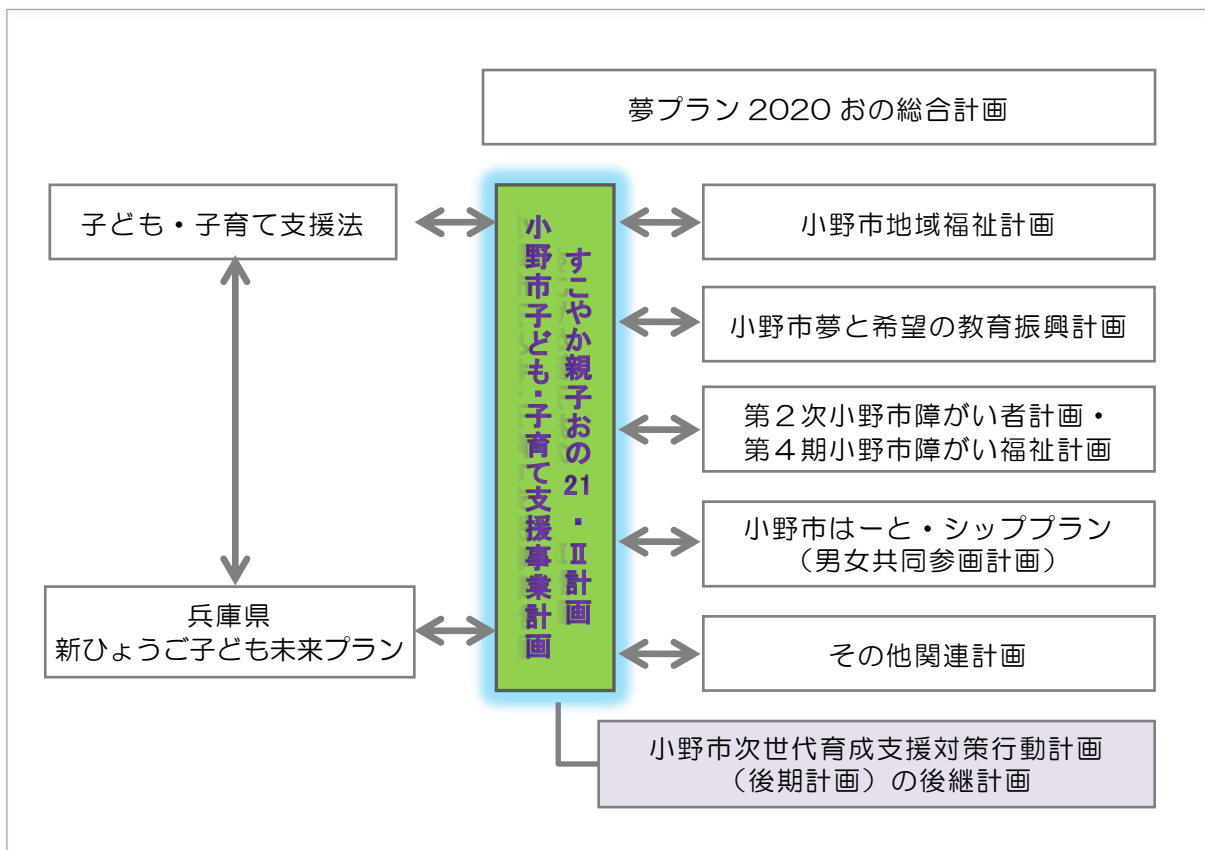 夢プラン 2020 おの総合計画
子ども・子育て支援法
兵庫県
新ひょうご子ども未来プラン
すこやか親子おの21・Ⅱ計画
小野市子ども・子育て支援事業計画
小野市地域福祉計画
小野市夢と希望の教育振興計画
第2次小野市障がい者計画・
第4期小野市障がい福祉計画
小野市はーと・シッププラン
（男女共同参画計画）
その他関連計画
小野市次世代育成支援対策行動計画
（後期計画）の後継計画